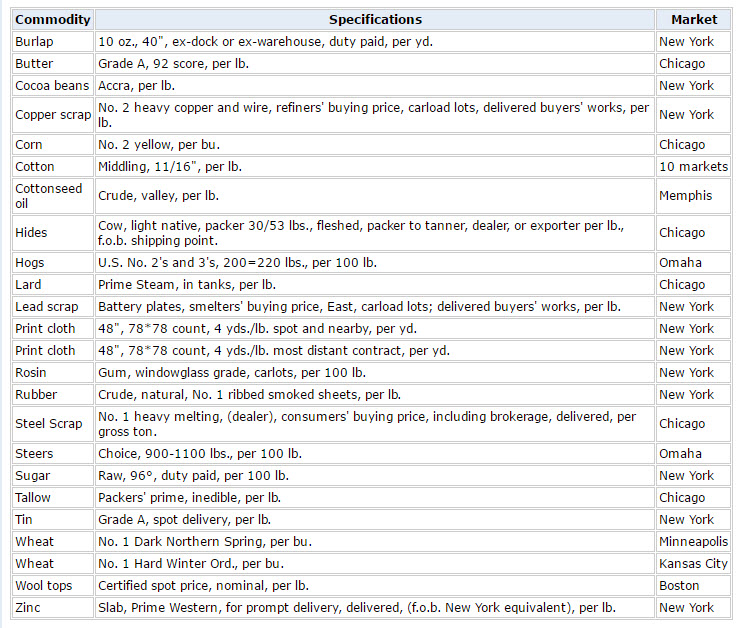 Commodity Specifications Market
Burlap 10 oz., 40", ex-dock or ex-warehouse, duty paid, per yd. New York
Butter Grade A, 92 score, per lb. Chicago
Cocoa beans Accra, per lb. New York
Copper scrap No. 2 heavy copper and wire, refiners' buying price, carload lots, delivered buyers' works, per
lb. New York
Corn No. 2 yellow, per bu. Chicago
Cotton Middling, 11/16", per lb. 10 markets
Cottonseed
oil Crude, valley, per lb. Memphis
Hides Cow, light native, packer 30/53 lbs., fleshed, packer to tanner, dealer, or exporter per lb.,
f.o.b. shipping point. Chicago
Hogs U.S. No. 2's and 3's, 200=220 lbs., per 100 lb. Omaha
Lard Prime Steam, in tanks, per lb. Chicago
Lead scrap Battery plates, smelters' buying price, East, carload lots; delivered buyers' works, per lb. New York
Print cloth 48", 78*78 count, 4 yds./lb. spot and nearby, per yd. New York
Print cloth 48", 78*78 count, 4 yds./lb. most distant contract, per yd. New York
Rosin Gum, windowglass grade, carlots, per 100 lb. New York
Rubber Crude, natural, No. 1 ribbed smoked sheets, per lb. New York
Steel Scrap No. 1 heavy melting, (dealer), consumers' buying price, including brokerage, delivered, per
gross ton. Chicago
Steers Choice, 900-1100 lbs., per 100 lb. Omaha
Sugar Raw, 96°, duty paid, per 100 lb. New York
Tallow Packers' prime, inedible, per lb. Chicago
Tin Grade A, spot delivery, per lb. New York
Wheat No. 1 Dark Northern Spring, per bu. Minneapolis
Wheat No. 1 Hard Winter Ord., per bu. Kansas City
Wool tops Certified spot price, nominal, per lb. Boston
Zinc Slab, Prime Western, for prompt delivery, delivered, (f.o.b. New York equivalent), per lb. New York